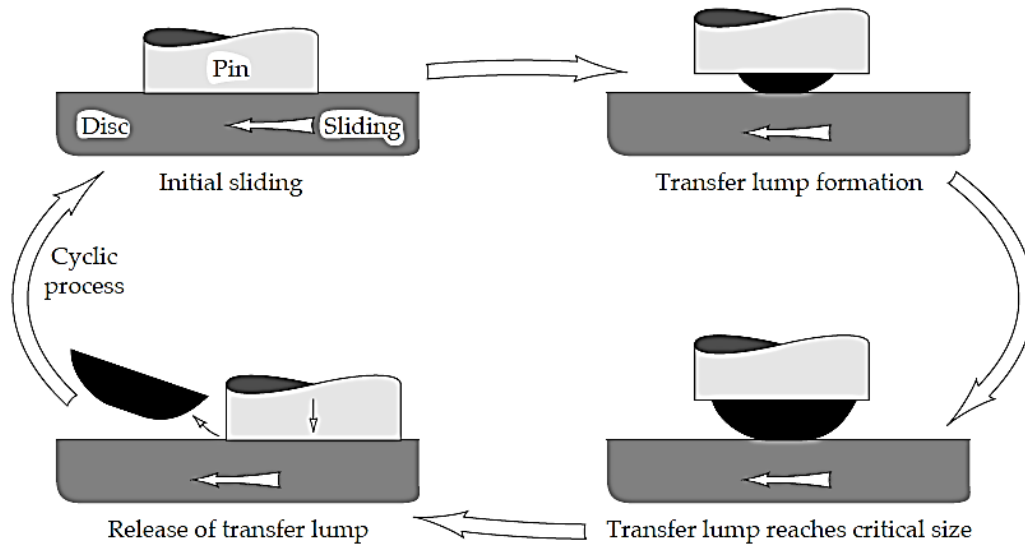 Pin
Disc
Sliding
Initial sliding
Transfer lump formation
Cyclic
process
Release of transfer lump
Transfer lump reaches critical size